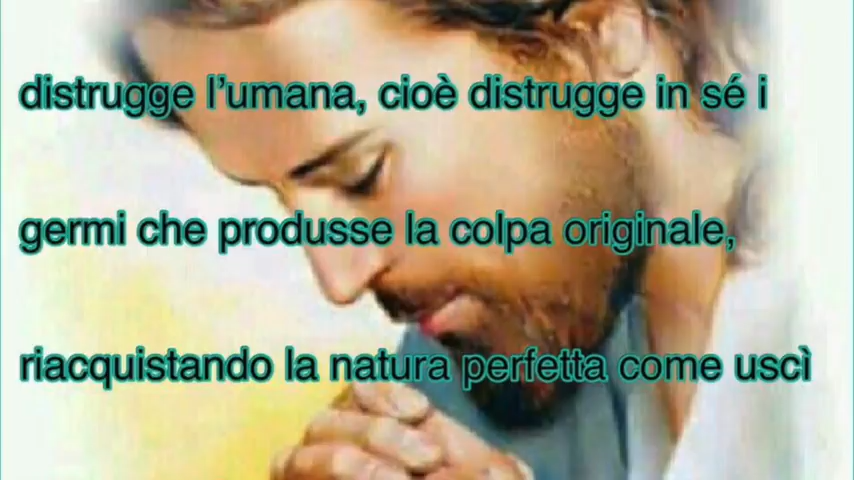 distrugge l’umana, cioè distrugge in sé i
germi che produsse la colpa originale,
riacquistando la natura perfetta come uscì